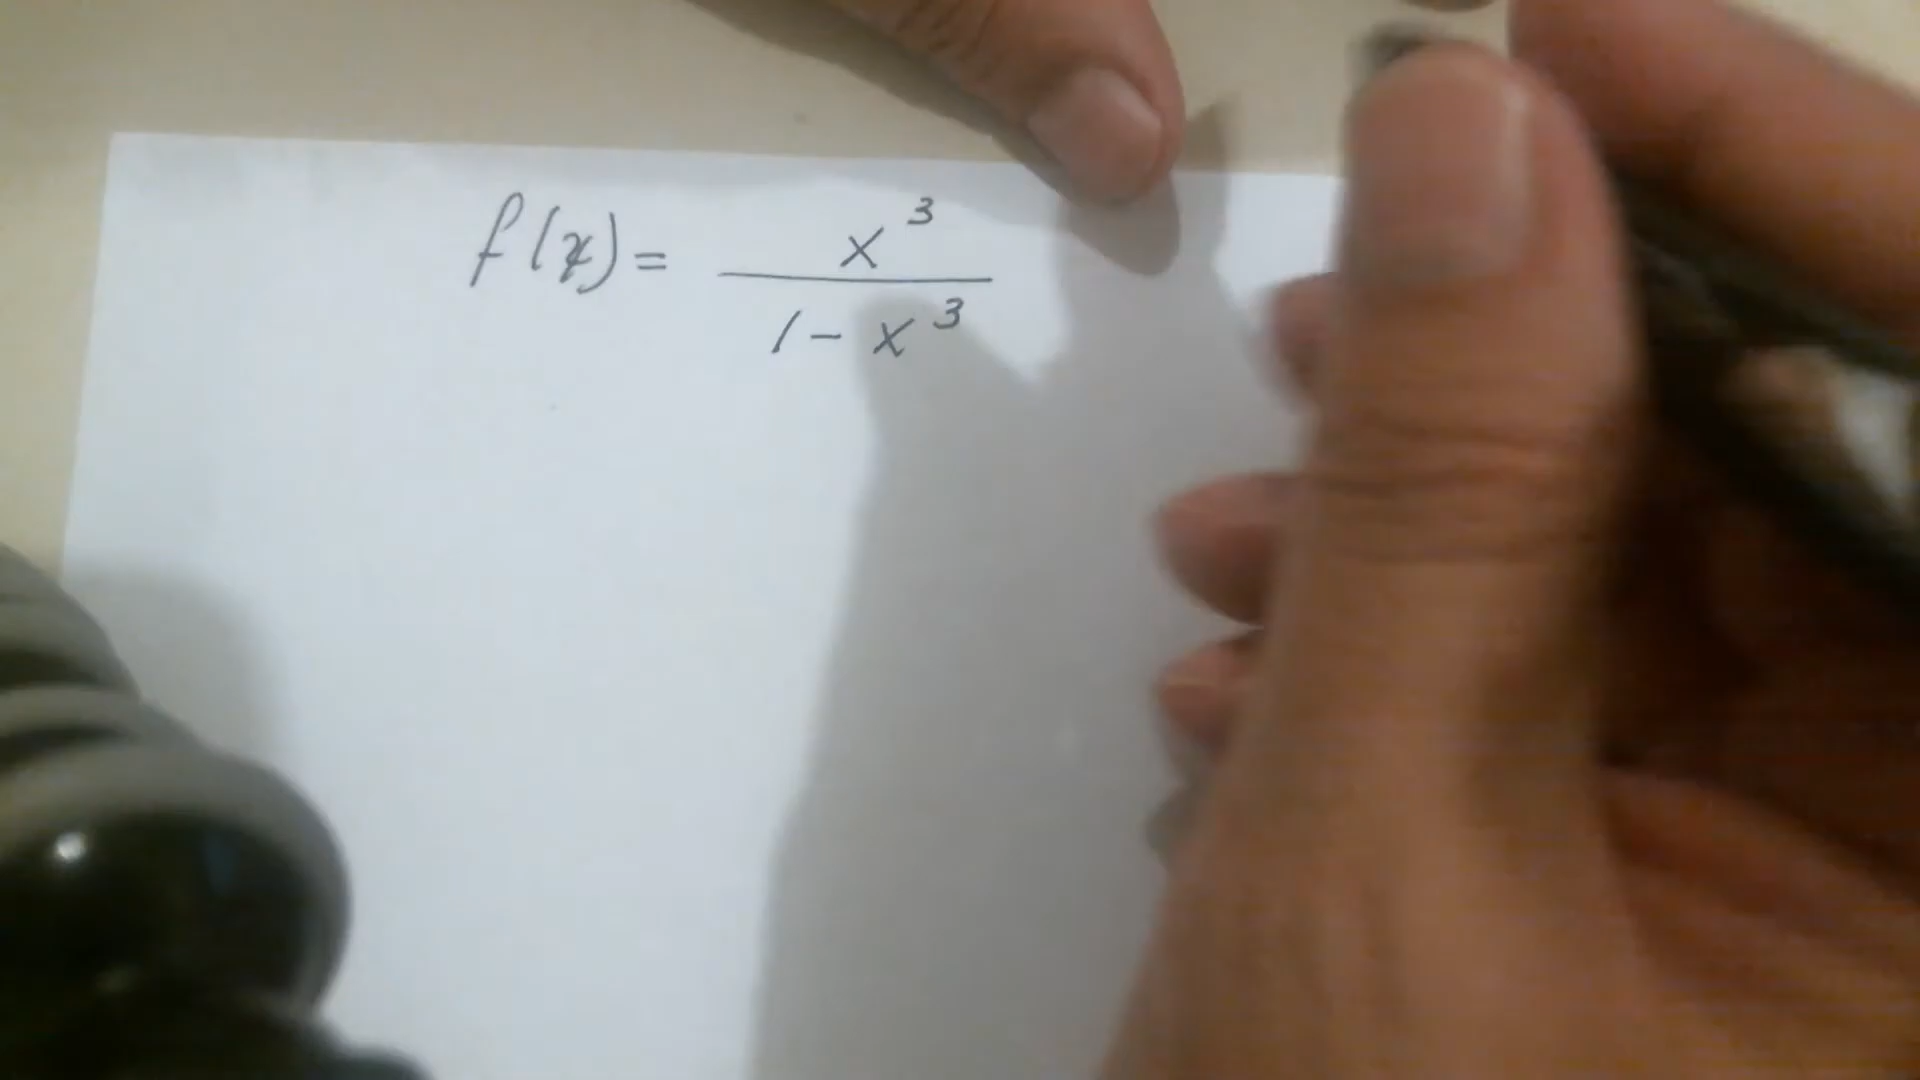 f(x) = x³ / (1 - x³)